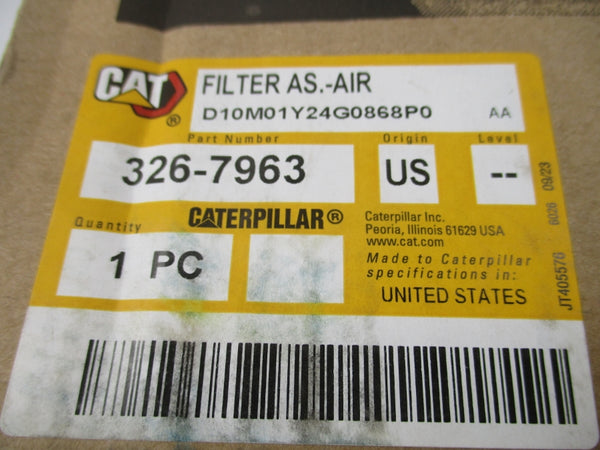 CAT®
FILTER AS.-AIR
D10M01Y24G0868P0 AA
Part Number Origin Level
326-7963 US --
Quantity
1 PC
CATERPILLAR®
Caterpillar Inc.
Peoria, Illinois 61629 USA
www.cat.com
Made to Caterpillar
specifications in:
UNITED STATES
JT405576 6026 09/23